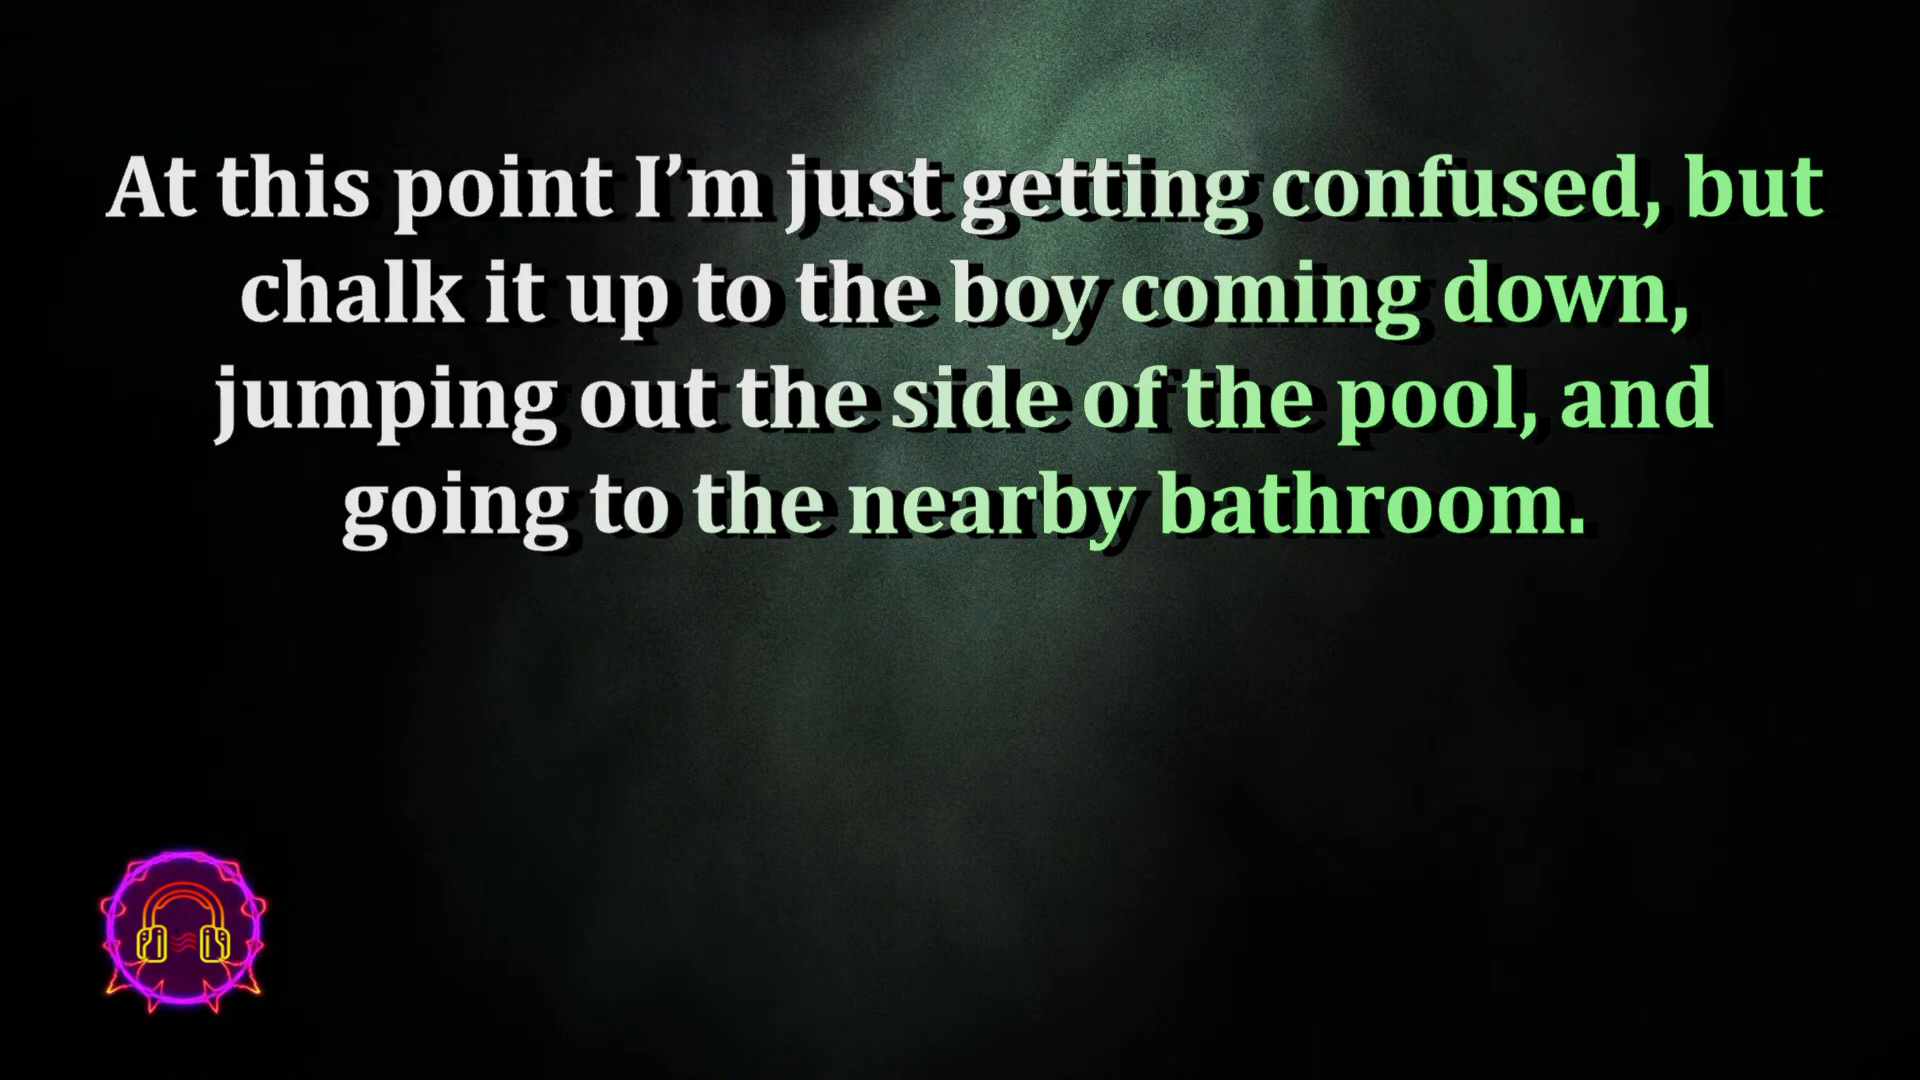 At this point I’m just getting confused, but
chalk it up to the boy coming down,
jumping out the side of the pool, and
going to the nearby bathroom.